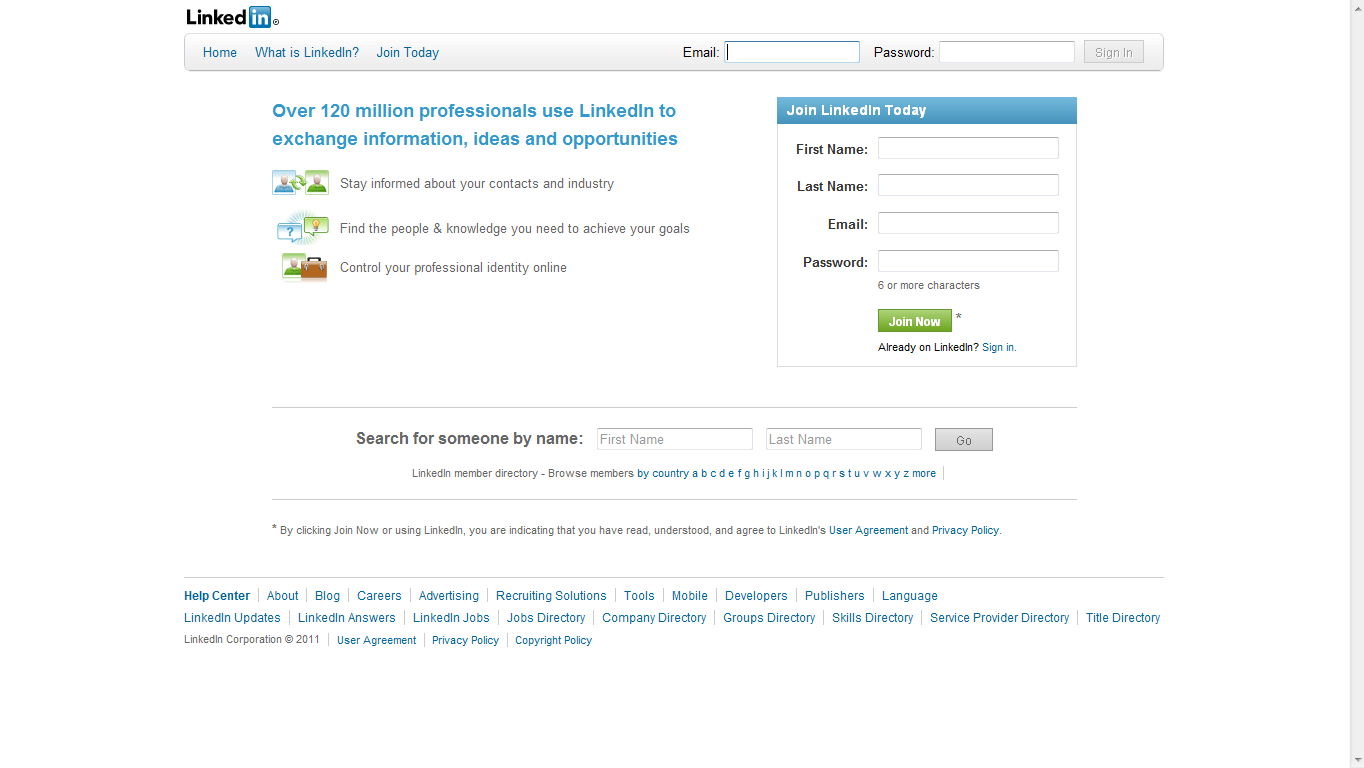 Linked in ®
Home What is LinkedIn? Join Today Email: Password: Sign In
Over 120 million professionals use LinkedIn to
exchange information, ideas and opportunities
Stay informed about your contacts and industry
Find the people & knowledge you need to achieve your goals
Control your professional identity online
Join LinkedIn Today
First Name:
Last Name:
Email:
Password:
6 or more characters
Join Now *
Already on LinkedIn? Sign in.
Search for someone by name: First Name Last Name Go
LinkedIn member directory - Browse members by country a b c d e f g h i j k l m n o p q r s t u v w x y z more
* By clicking Join Now or using LinkedIn, you are indicating that you have read, understood, and agree to LinkedIn's User Agreement and Privacy Policy.
Help Center About Blog Careers Advertising Recruiting Solutions Tools Mobile Developers Publishers Language
LinkedIn Updates LinkedIn Answers LinkedIn Jobs Jobs Directory Company Directory Groups Directory Skills Directory Service Provider Directory Title Directory
LinkedIn Corporation © 2011 User Agreement Privacy Policy Copyright Policy